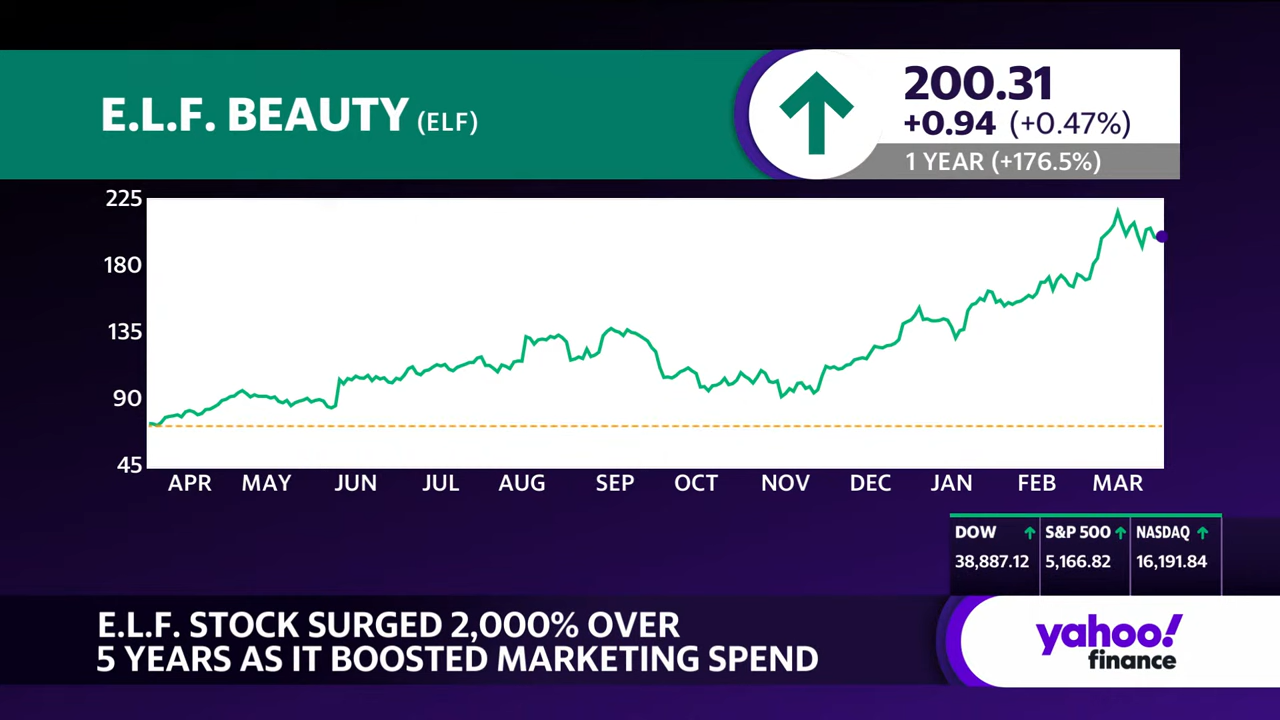 E.L.F. BEAUTY (ELF)
200.31
+0.94 (+0.47%)
1 YEAR (+176.5%)
225
180
135
90
45
APR MAY JUN JUL AUG SEP OCT NOV DEC JAN FEB MAR
DOW S&P 500 NASDAQ
38,887.12 5,166.82 16,191.84
E.L.F. STOCK SURGED 2,000% OVER
5 YEARS AS IT BOOSTED MARKETING SPEND
yahoo!
finance